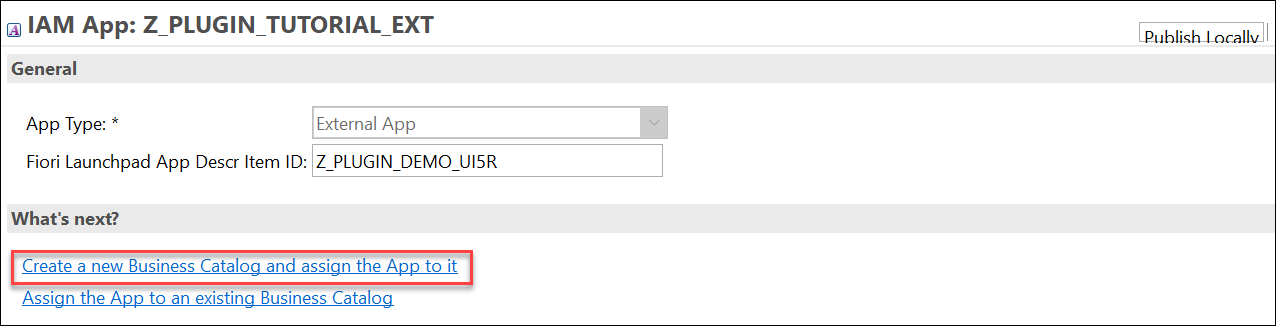 IAM App: Z_PLUGIN_TUTORIAL_EXT
Publish Locally
General
App Type: * External App
Fiori Launchpad App Descr Item ID: Z_PLUGIN_DEMO_UI5R
What's next?
Create a new Business Catalog and assign the App to it
Assign the App to an existing Business Catalog